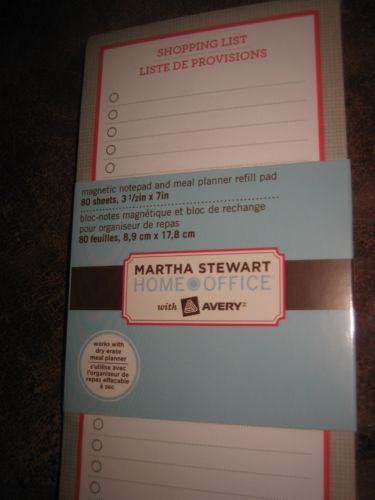 SHOPPING LIST
LISTE DE PROVISIONS
magnetic notepad and meal planner refill pad
80 sheets, 3 1/2in x 7in
bloc-notes magnétique et bloc de rechange
pour organiseur de repas
80 feuilles, 8,9 cm x 17,8 cm
MARTHA STEWART
HOME OFFICE
with AVERY
works with
dry erase
meal planner
s'utilise avec
l'organiseur de
repas effaçable
à sec